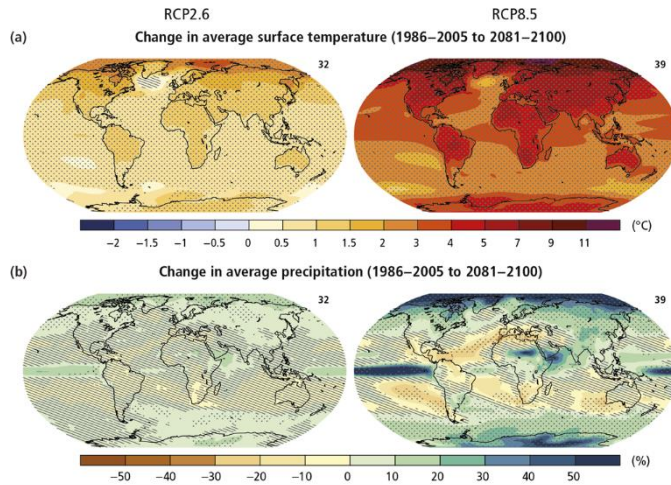 RCP2.6 RCP8.5
(a) Change in average surface temperature (1986–2005 to 2081–2100)
32 39
−2 −1.5 −1 −0.5 0 0.5 1 1.5 2 3 4 5 7 9 11 (°C)
(b) Change in average precipitation (1986–2005 to 2081–2100)
32 39
−50 −40 −30 −20 −10 0 10 20 30 40 50 (%)